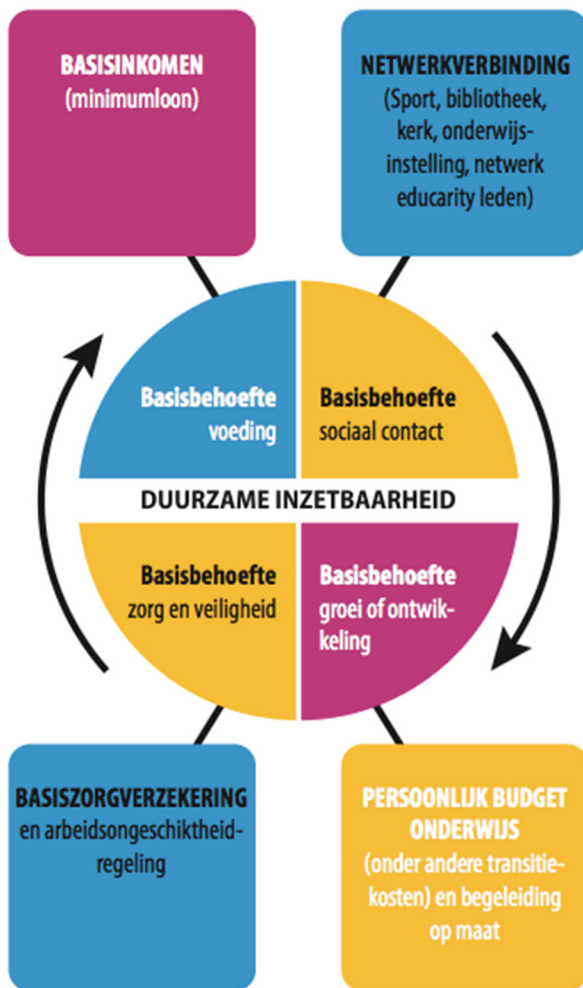 BASISINKOMEN
(minimumloon)
NETWERKVERBINDING
(Sport, bibliotheek,
kerk, onderwijs-
instelling, netwerk
educarity leden)
Basisbehoefte
voeding
Basisbehoefte
sociaal contact
DUURZAME INZETBAARHEID
Basisbehoefte
zorg en veiligheid
Basisbehoefte
groei of ontwik-
keling
BASISZORGVERZEKERING
en arbeidsongeschiktheid-
regeling
PERSOONLIJK BUDGET
ONDERWIJS
(onder andere transitie-
kosten) en begeleiding
op maat